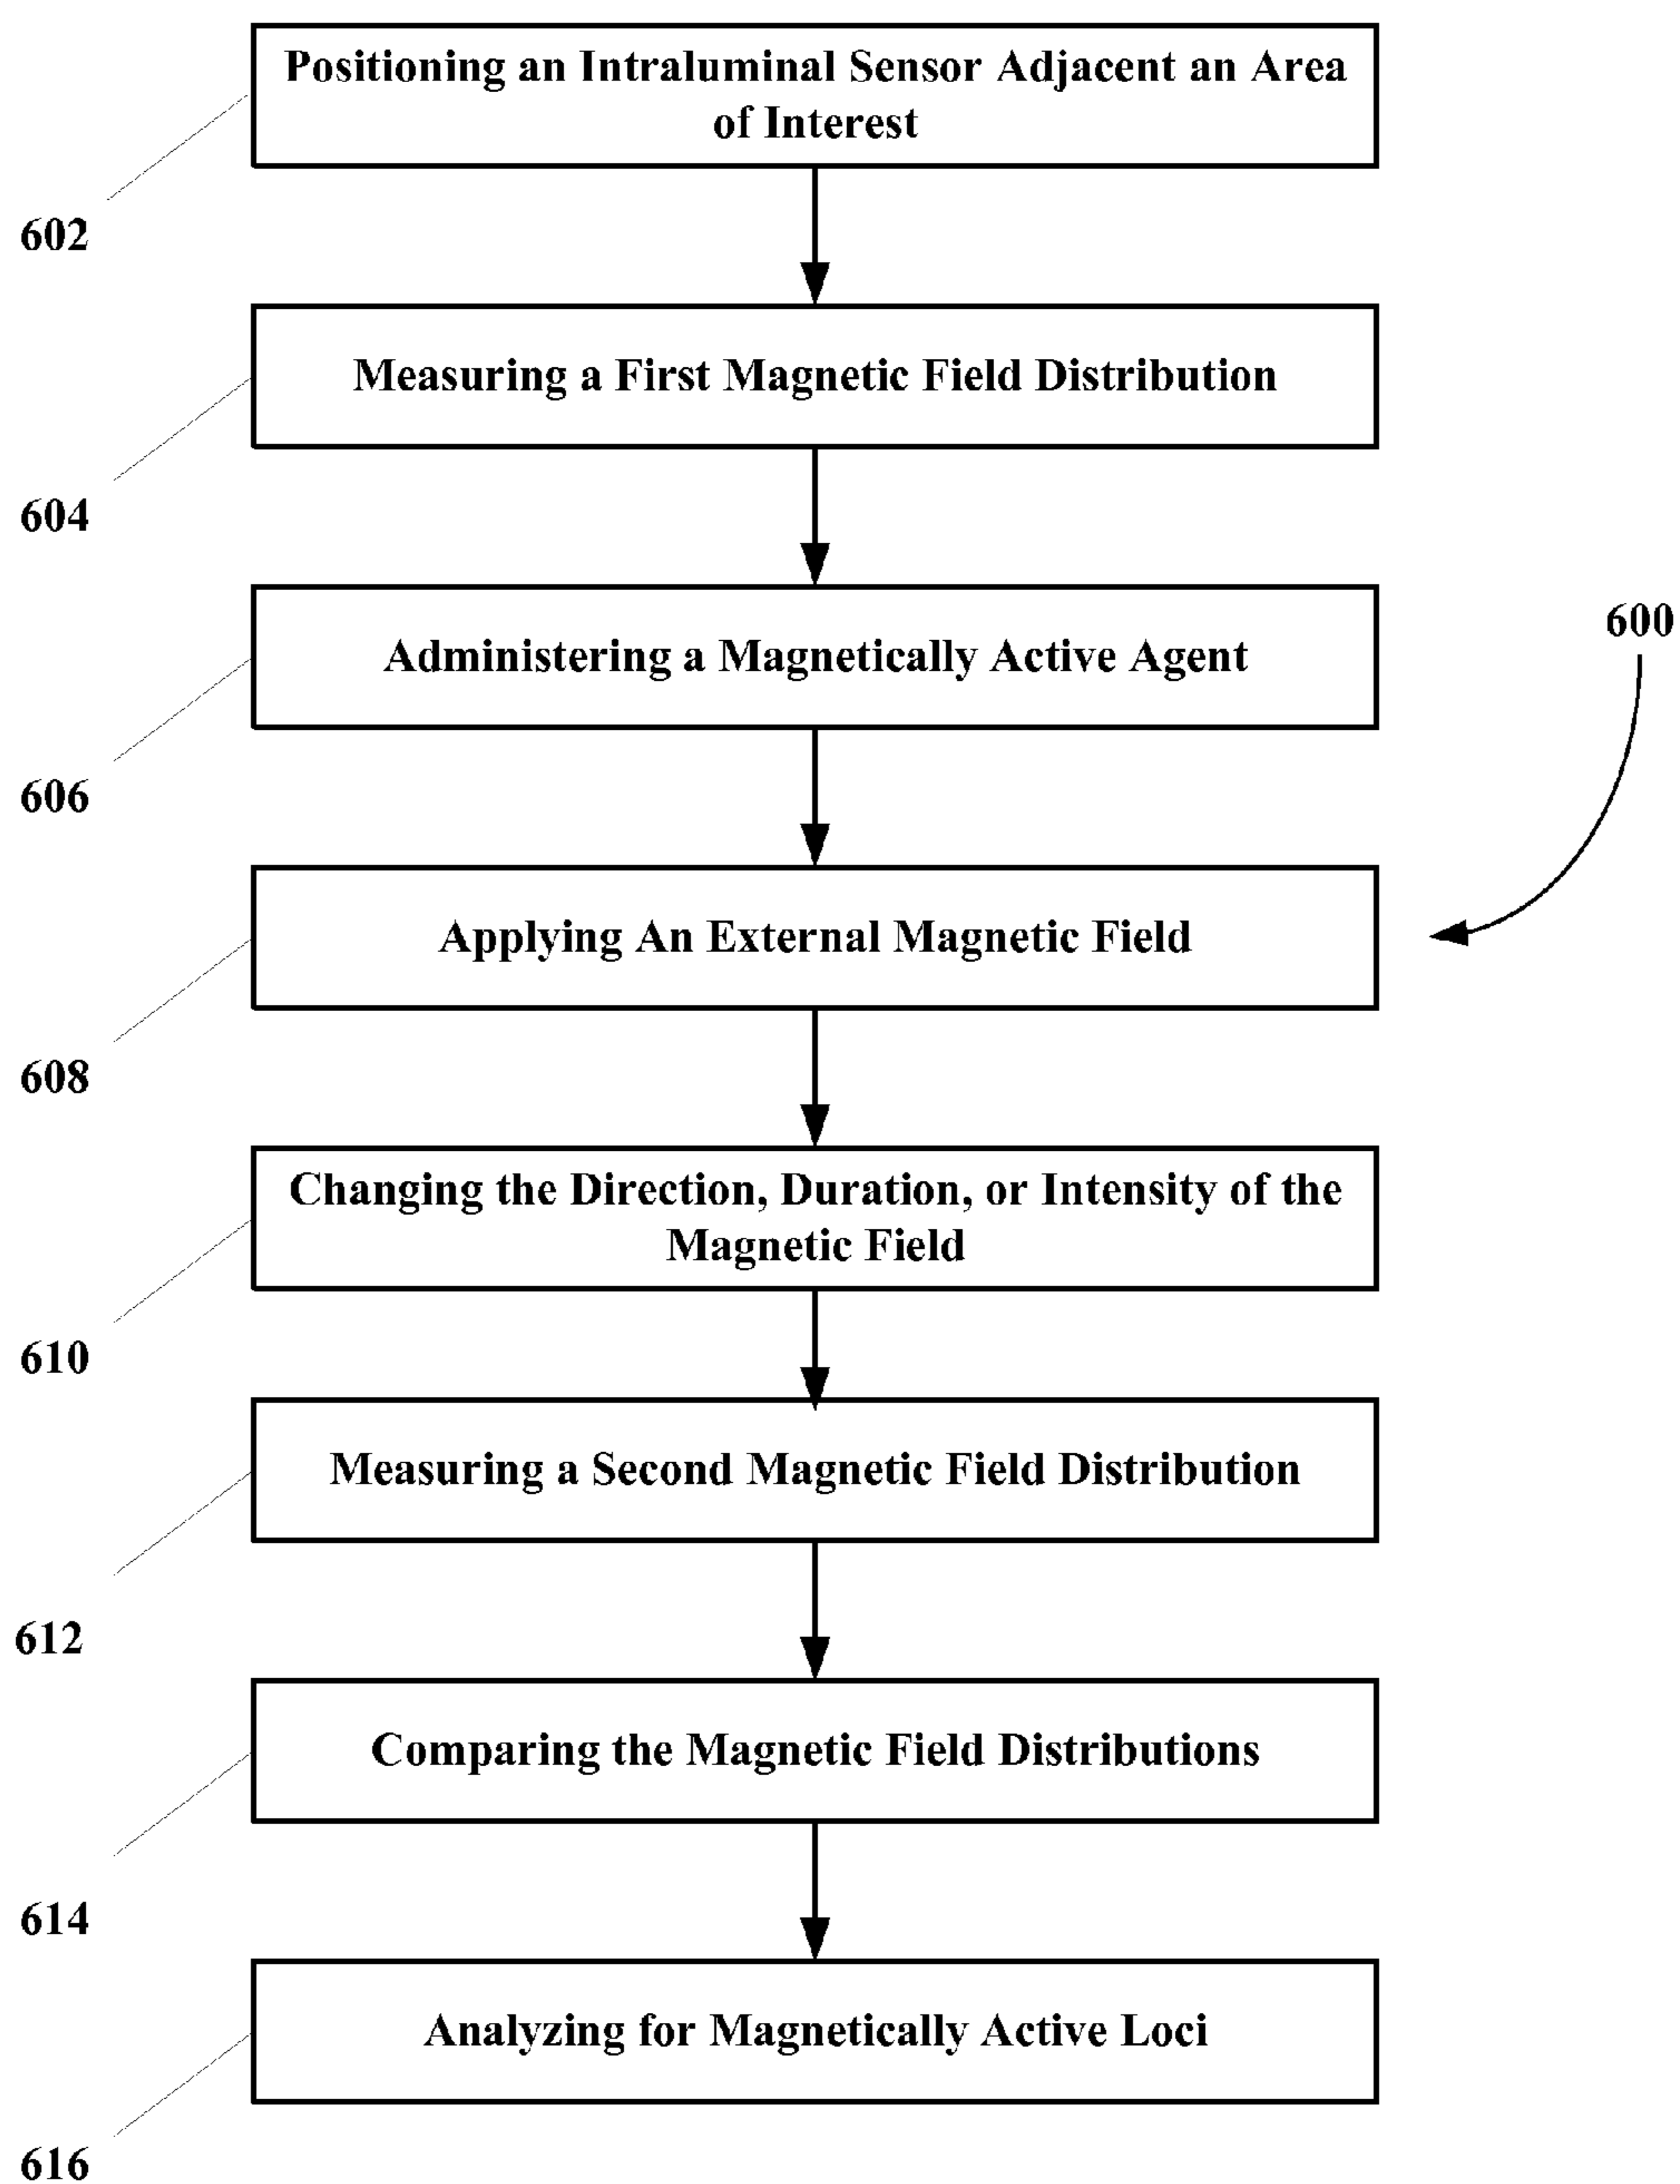 Positioning an Intraluminal Sensor Adjacent an Area
of Interest
602
Measuring a First Magnetic Field Distribution
604
Administering a Magnetically Active Agent
600
606
Applying An External Magnetic Field
608
Changing the Direction, Duration, or Intensity of the
Magnetic Field
610
Measuring a Second Magnetic Field Distribution
612
Comparing the Magnetic Field Distributions
614
Analyzing for Magnetically Active Loci
616